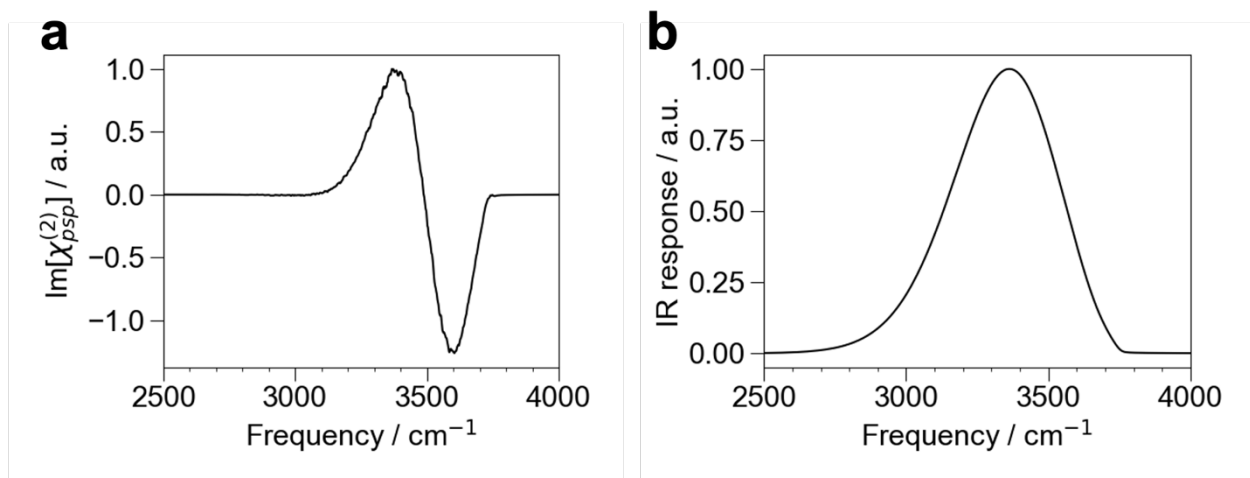 a
1.0
0.5
0.0
−0.5
−1.0
Im[χ^{(2)}_{psp}] / a.u.
2500 3000 3500 4000
Frequency / cm⁻¹
b
1.00
0.75
0.50
0.25
0.00
IR response / a.u.
2500 3000 3500 4000
Frequency / cm⁻¹